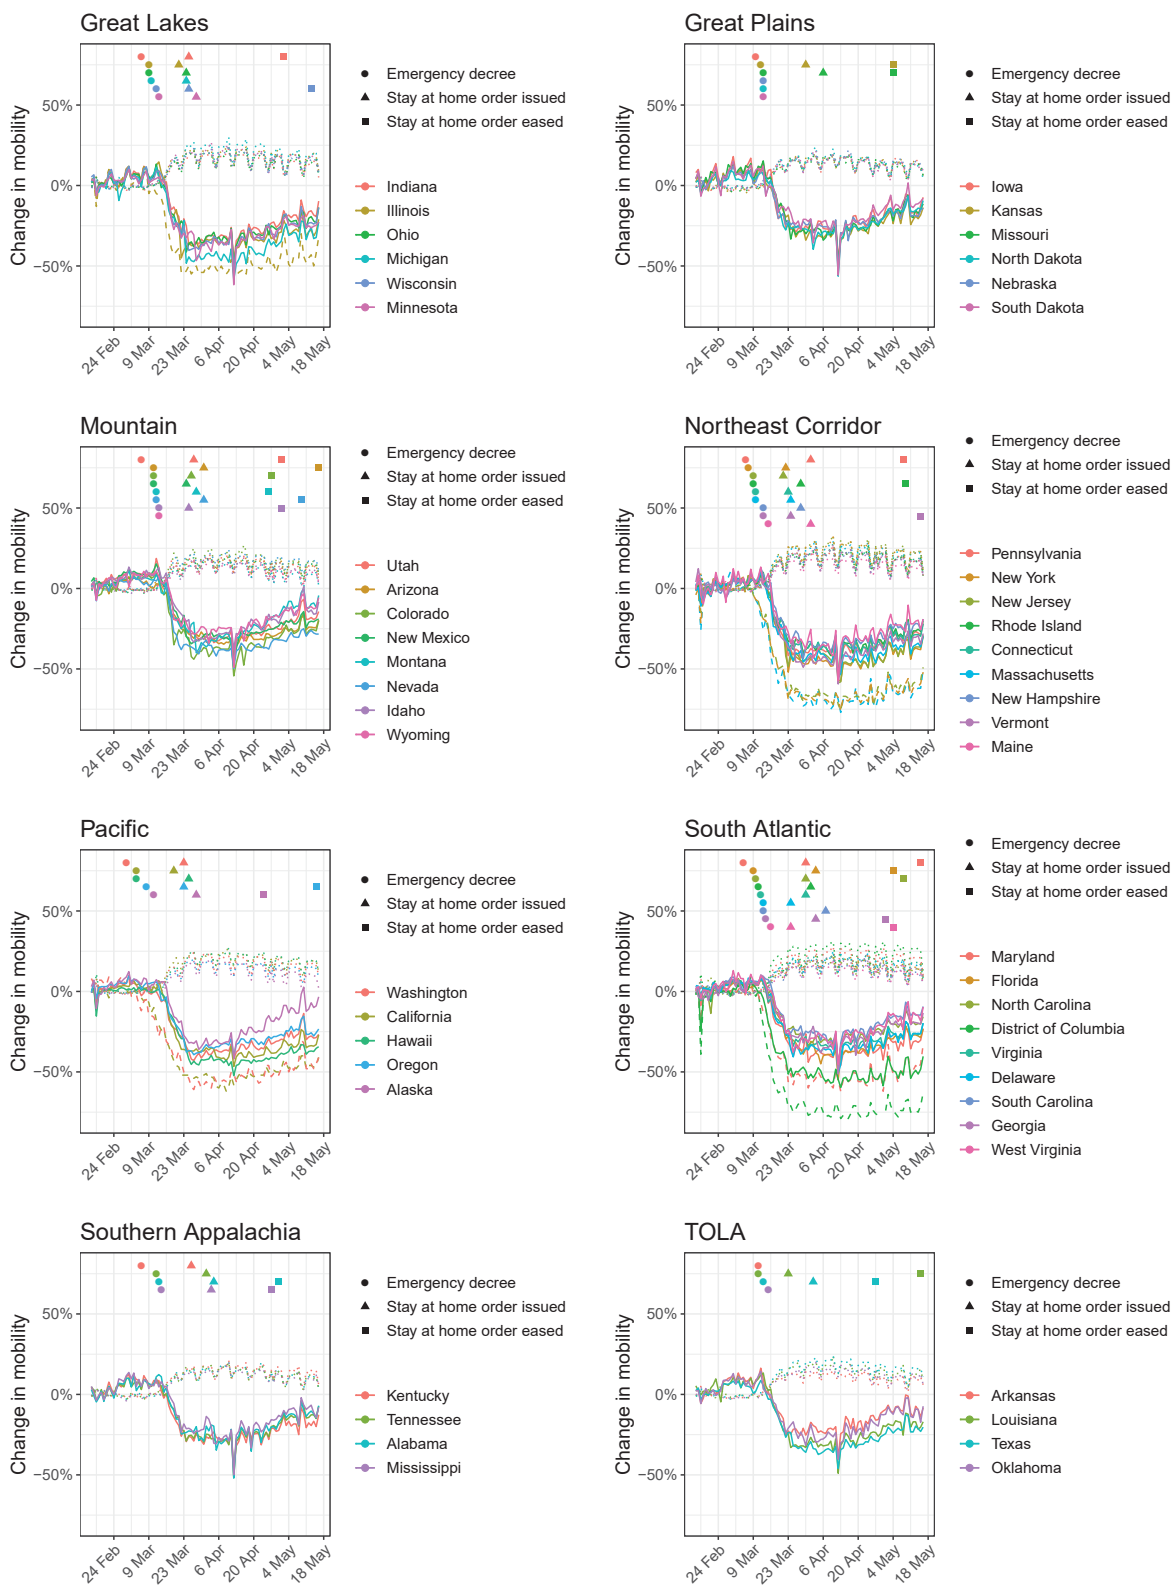 Great Lakes
Change in mobility
50%
0%
−50%
24 Feb
9 Mar
23 Mar
6 Apr
20 Apr
4 May
18 May
Emergency decree
Stay at home order issued
Stay at home order eased
Indiana
Illinois
Ohio
Michigan
Wisconsin
Minnesota
Great Plains
Change in mobility
50%
0%
−50%
24 Feb
9 Mar
23 Mar
6 Apr
20 Apr
4 May
18 May
Emergency decree
Stay at home order issued
Stay at home order eased
Iowa
Kansas
Missouri
North Dakota
Nebraska
South Dakota
Mountain
Change in mobility
50%
0%
−50%
24 Feb
9 Mar
23 Mar
6 Apr
20 Apr
4 May
18 May
Emergency decree
Stay at home order issued
Stay at home order eased
Utah
Arizona
Colorado
New Mexico
Montana
Nevada
Idaho
Wyoming
Northeast Corridor
Change in mobility
50%
0%
−50%
24 Feb
9 Mar
23 Mar
6 Apr
20 Apr
4 May
18 May
Emergency decree
Stay at home order issued
Stay at home order eased
Pennsylvania
New York
New Jersey
Rhode Island
Connecticut
Massachusetts
New Hampshire
Vermont
Maine
Pacific
Change in mobility
50%
0%
−50%
24 Feb
9 Mar
23 Mar
6 Apr
20 Apr
4 May
18 May
Emergency decree
Stay at home order issued
Stay at home order eased
Washington
California
Hawaii
Oregon
Alaska
South Atlantic
Change in mobility
50%
0%
−50%
24 Feb
9 Mar
23 Mar
6 Apr
20 Apr
4 May
18 May
Emergency decree
Stay at home order issued
Stay at home order eased
Maryland
Florida
North Carolina
District of Columbia
Virginia
Delaware
South Carolina
Georgia
West Virginia
Southern Appalachia
Change in mobility
50%
0%
−50%
24 Feb
9 Mar
23 Mar
6 Apr
20 Apr
4 May
18 May
Emergency decree
Stay at home order issued
Stay at home order eased
Kentucky
Tennessee
Alabama
Mississippi
TOLA
Change in mobility
50%
0%
−50%
24 Feb
9 Mar
23 Mar
6 Apr
20 Apr
4 May
18 May
Emergency decree
Stay at home order issued
Stay at home order eased
Arkansas
Louisiana
Texas
Oklahoma